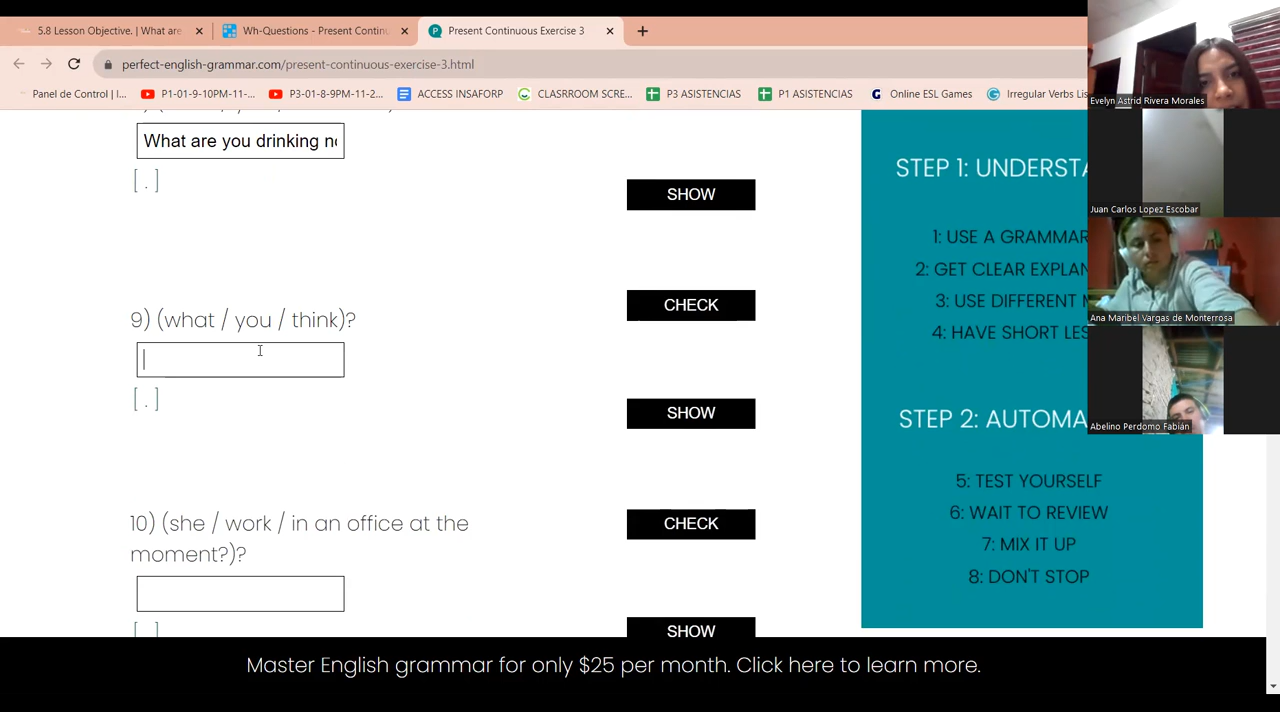 5.8 Lesson Objective. | What are
Wh-Questions - Present Continu
Present Continuous Exercise 3
perfect-english-grammar.com/present-continuous-exercise-3.html
Panel de Control | I...
P1-01-9-10PM-11-...
P3-01-8-9PM-11-2...
ACCESS INSAFORP
CLASRROOM SCRE...
P3 ASISTENCIAS
P1 ASISTENCIAS
Online ESL Games
Irregular Verbs Lis
What are you drinking no
[ . ]
SHOW
CHECK
9) (what / you / think)?
[ . ]
SHOW
10) (she / work / in an office at the
moment?)?
CHECK
SHOW
STEP 1: UNDERSTA
1: USE A GRAMMAR
2: GET CLEAR EXPLAN
3: USE DIFFERENT M
4: HAVE SHORT LES
STEP 2: AUTOMA
5: TEST YOURSELF
6: WAIT TO REVIEW
7: MIX IT UP
8: DON'T STOP
Evelyn Astrid Rivera Morales
Juan Carlos Lopez Escobar
Ana Maribel Vargas de Monterrosa
Abelino Perdomo Fabián
Master English grammar for only $25 per month. Click here to learn more.